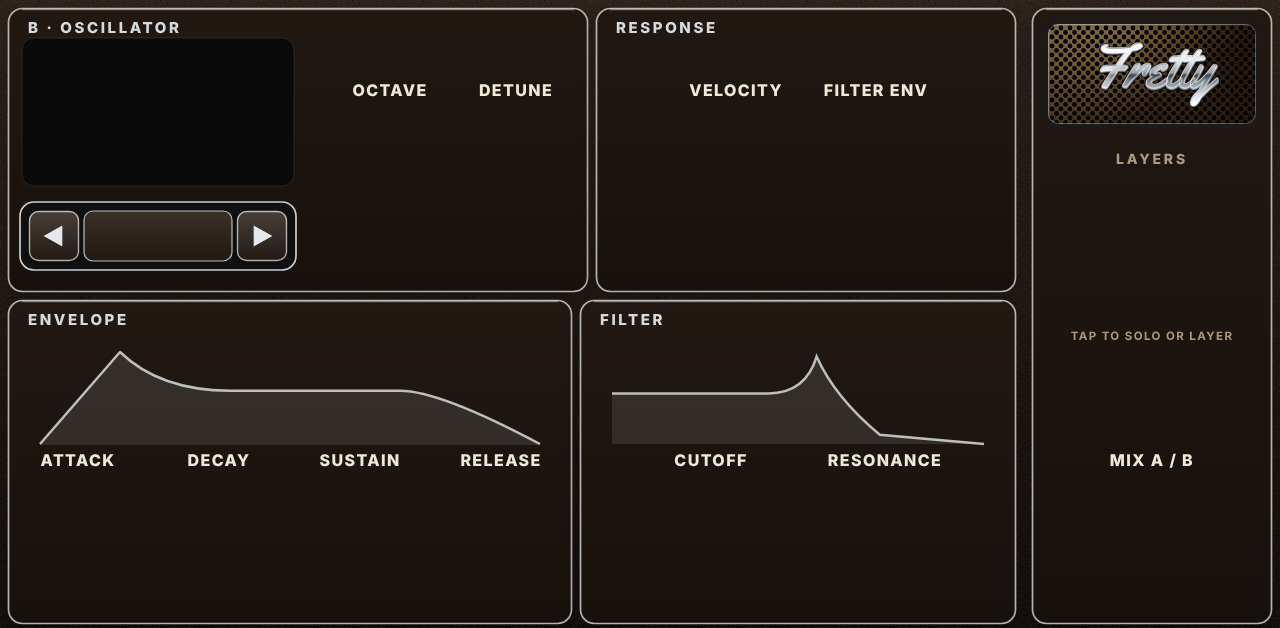 B · OSCILLATOR
OCTAVE
DETUNE
RESPONSE
VELOCITY
FILTER ENV
Fretty
LAYERS
TAP TO SOLO OR LAYER
MIX A / B
ENVELOPE
ATTACK
DECAY
SUSTAIN
RELEASE
FILTER
CUTOFF
RESONANCE